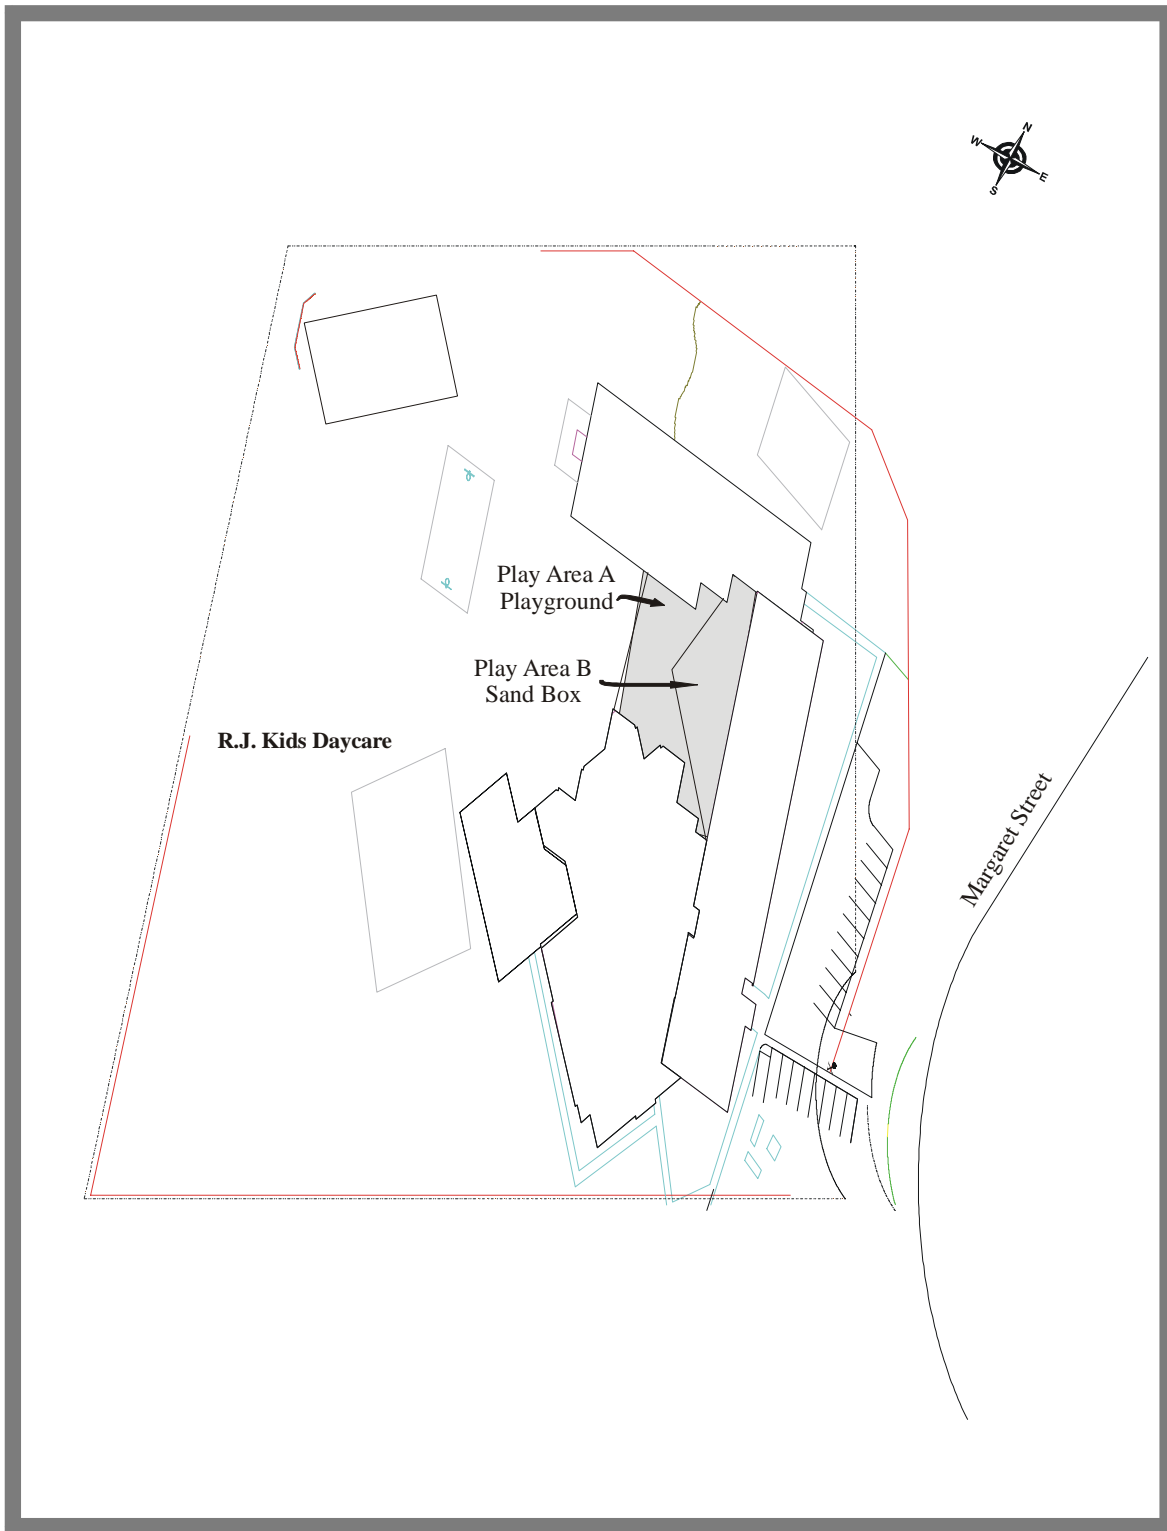 N
W
E
S
Play Area A
Playground
Play Area B
Sand Box
R.J. Kids Daycare
Margaret Street